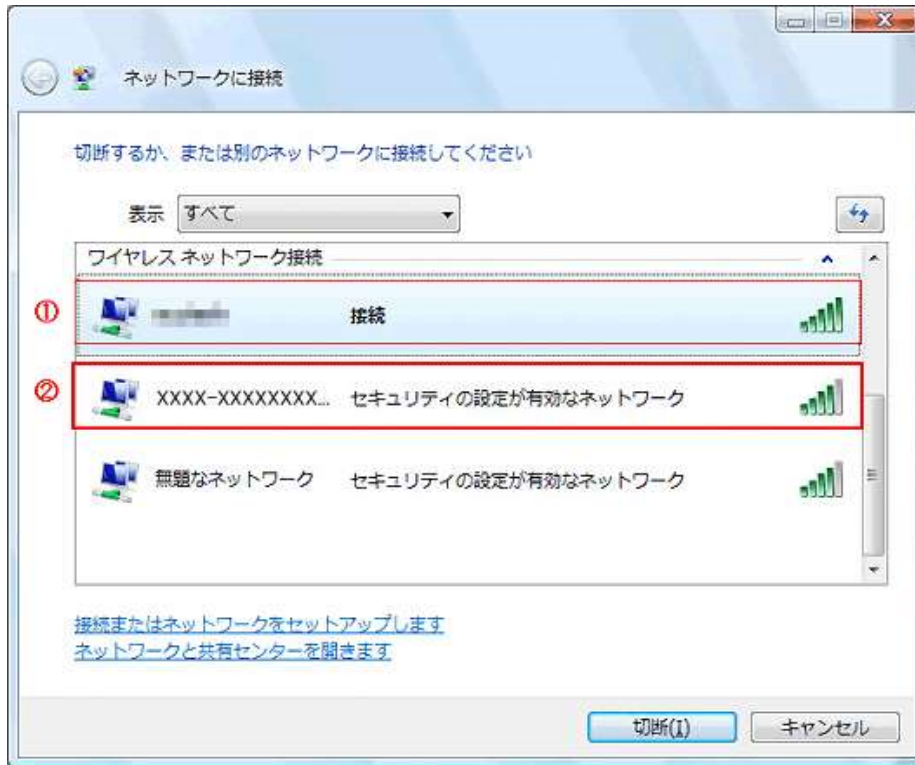 ネットワークに接続
切断するか、または別のネットワークに接続してください
表示 すべて
ワイヤレス ネットワーク接続
① 接続
② XXXX-XXXXXXXX... セキュリティの設定が有効なネットワーク
無題なネットワーク セキュリティの設定が有効なネットワーク
接続またはネットワークをセットアップします
ネットワークと共有センターを開きます
切断(I) キャンセル